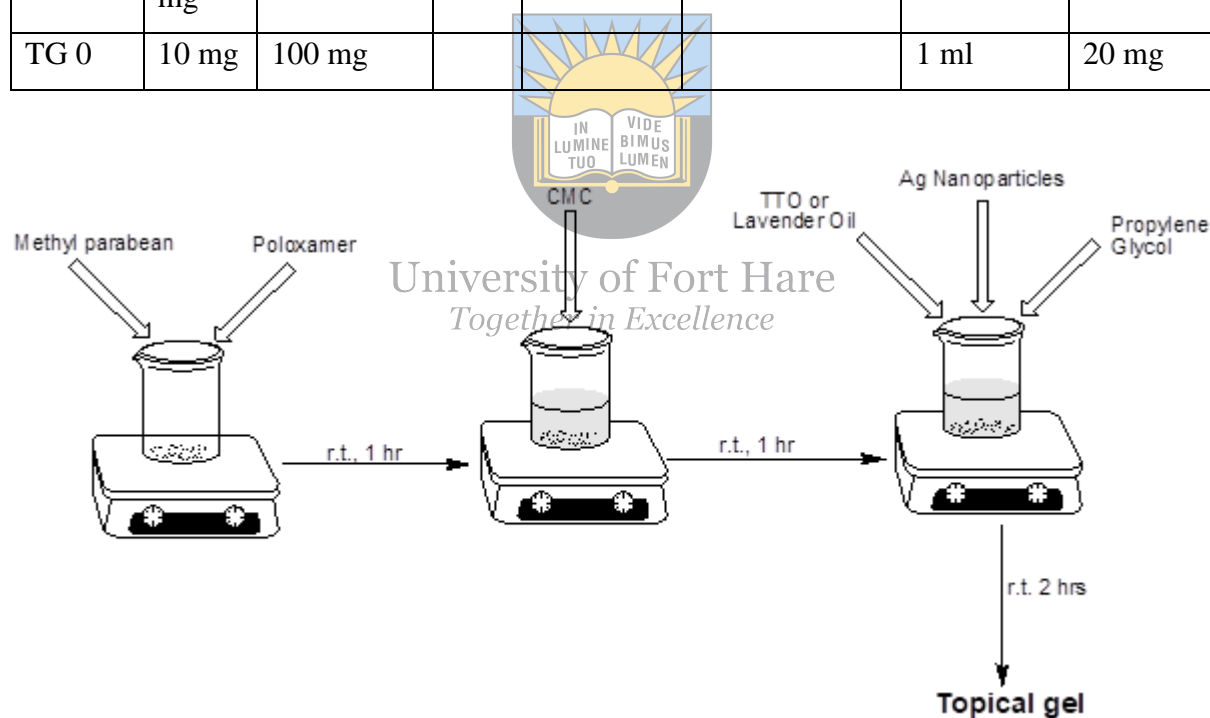 mg
TG 0 10 mg 100 mg 1 ml 20 mg
IN LUMINE TUO VIDE BIMUS LUMEN
CMC
Ag Nanoparticles
TTO or
Lavender Oil
Propylene
Glycol
Methyl parabean
Poloxamer
University of Fort Hare
Together in Excellence
r.t., 1 hr
r.t., 1 hr
r.t. 2 hrs
Topical gel